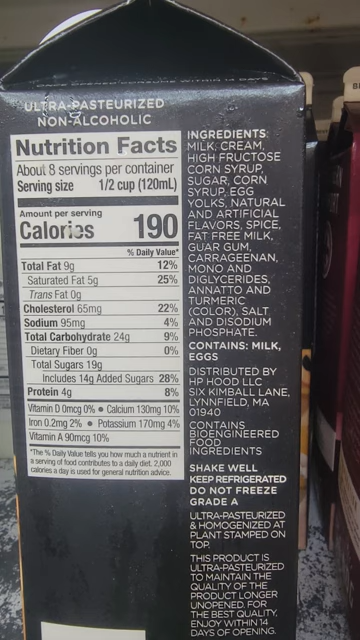 ULTRA-PASTEURIZED
NON-ALCOHOLIC
Nutrition Facts
About 8 servings per container
Serving size 1/2 cup (120mL)
Amount per serving
Calories 190
% Daily Value*
Total Fat 9g 12%
Saturated Fat 5g 25%
Trans Fat 0g
Cholesterol 65mg 22%
Sodium 95mg 4%
Total Carbohydrate 24g 9%
Dietary Fiber 0g 0%
Total Sugars 19g
Includes 14g Added Sugars 28%
Protein 4g 8%
Vitamin D 0mcg 0% • Calcium 130mg 10%
Iron 0.2mg 2% • Potassium 170mg 4%
Vitamin A 90mcg 10%
*The % Daily Value tells you how much a nutrient in
a serving of food contributes to a daily diet. 2,000
calories a day is used for general nutrition advice.
INGREDIENTS:
MILK, CREAM,
HIGH FRUCTOSE
CORN SYRUP,
SUGAR, CORN
SYRUP, EGG
YOLKS, NATURAL
AND ARTIFICIAL
FLAVORS, SPICE,
FAT FREE MILK,
GUAR GUM,
CARRAGEENAN,
MONO AND
DIGLYCERIDES,
ANNATTO AND
TURMERIC
(COLOR), SALT
AND DISODIUM
PHOSPHATE.
CONTAINS: MILK,
EGGS
DISTRIBUTED BY
HP HOOD LLC
SIX KIMBALL LANE,
LYNNFIELD, MA
01940
CONTAINS
BIOENGINEERED
FOOD
INGREDIENTS
SHAKE WELL
KEEP REFRIGERATED
DO NOT FREEZE
GRADE A
ULTRA-PASTEURIZED
& HOMOGENIZED AT
PLANT STAMPED ON
TOP.
THIS PRODUCT IS
ULTRA-PASTEURIZED
TO MAINTAIN THE
QUALITY OF THE
PRODUCT LONGER
UNOPENED. FOR
THE BEST QUALITY,
ENJOY WITHIN 14
DAYS OF OPENING.